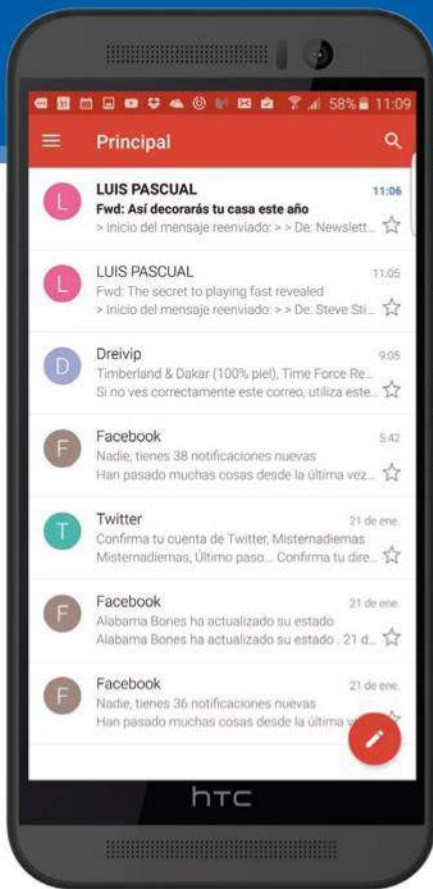 58% 11:09
Principal
L
LUIS PASCUAL 11:06
Fwd: Así decorarás tu casa este año
> Inicio del mensaje reenviado: > > De: Newslett...
L
LUIS PASCUAL 11:05
Fwd: The secret to playing fast revealed
> Inicio del mensaje reenviado: > > De: Steve Sti...
D
Dreivip 9:05
Timberland & Dakar (100% piel), Time Force Re...
Si no ves correctamente este correo, utiliza este...
F
Facebook 5:42
Nadie, tienes 38 notificaciones nuevas
Han pasado muchas cosas desde la última vez...
T
Twitter 21 de ene.
Confirma tu cuenta de Twitter, Misternadiemas
Misternadiemas, Último paso... Confirma tu dire...
F
Facebook 21 de ene.
Alabama Bones ha actualizado su estado
Alabama Bones ha actualizado su estado . 21 d...
F
Facebook 21 de ene.
Nadie, tienes 36 notificaciones nuevas
Han pasado muchas cosas desde la última
hTC